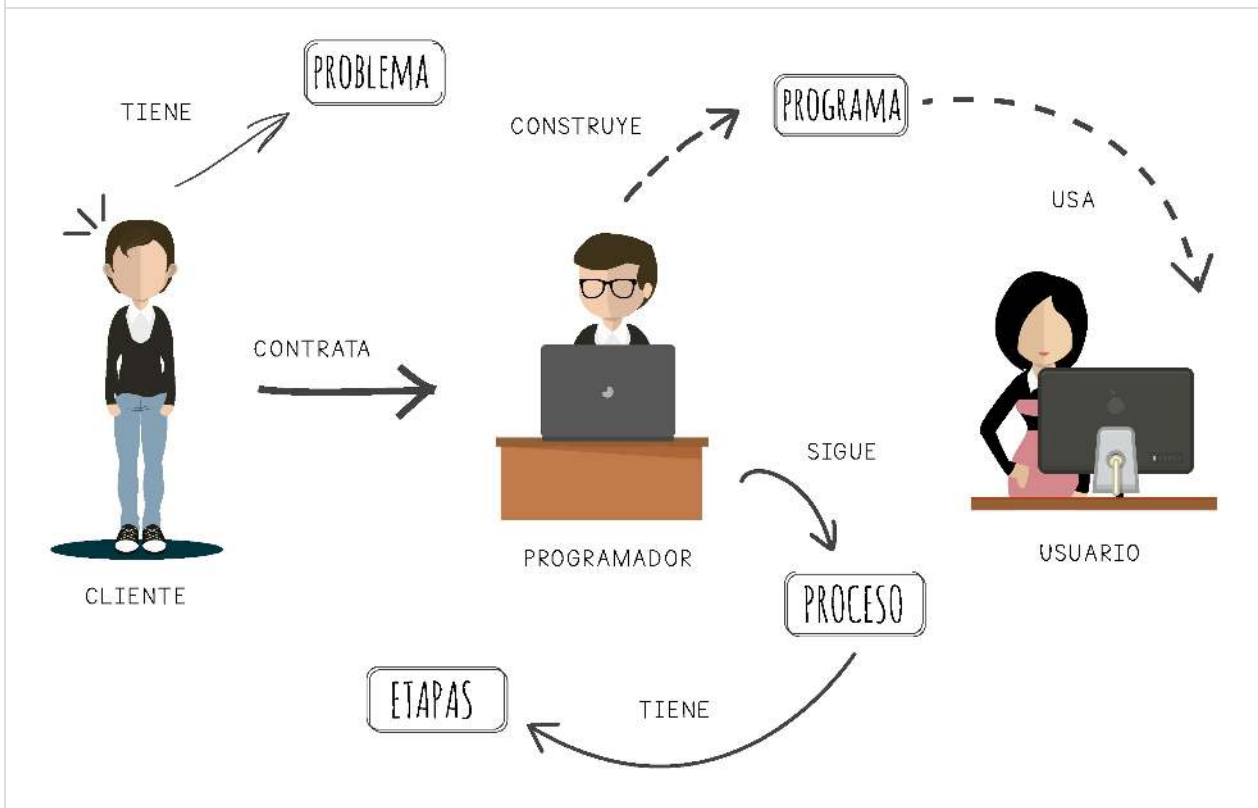 PROBLEMA
TIENE
CONSTRUYE
PROGRAMA
USA
CONTRATA
SIGUE
PROGRAMADOR
USUARIO
CLIENTE
PROCESO
ETAPAS
TIENE